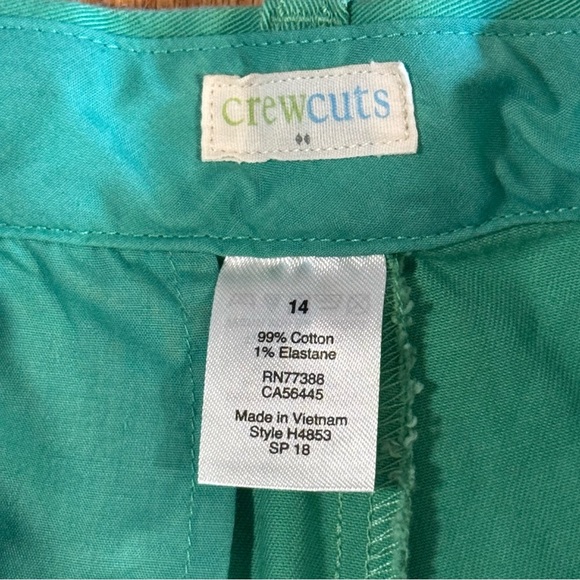 crewcuts
14
99% Cotton
1% Elastane
RN77388
CA56445
Made in Vietnam
Style H4853
SP 18